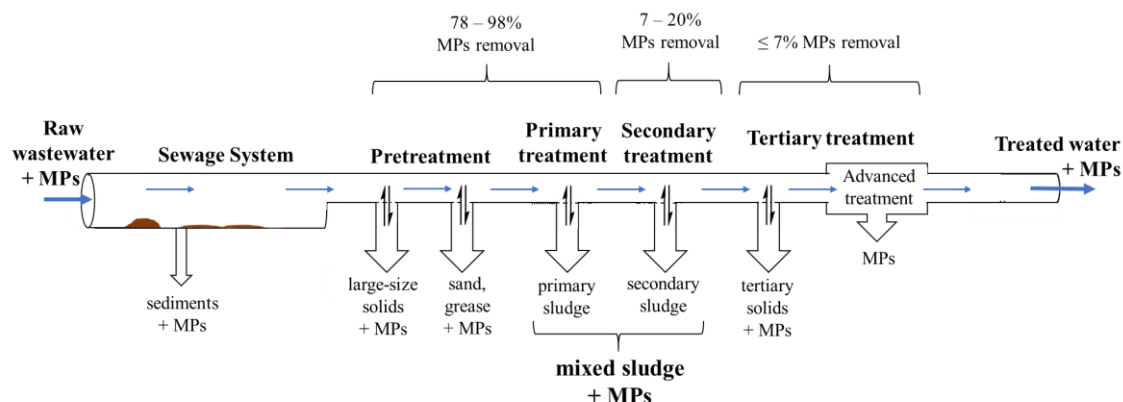 78 – 98%
MPs removal
7 – 20%
MPs removal
≤ 7% MPs removal
Raw
wastewater
+ MPs
Sewage System
Pretreatment
Primary
treatment
Secondary
treatment
Tertiary treatment
Advanced
treatment
Treated water
+ MPs
sediments
+ MPs
large-size
solids
+ MPs
sand,
grease
+ MPs
primary
sludge
secondary
sludge
tertiary
solids
+ MPs
MPs
mixed sludge
+ MPs